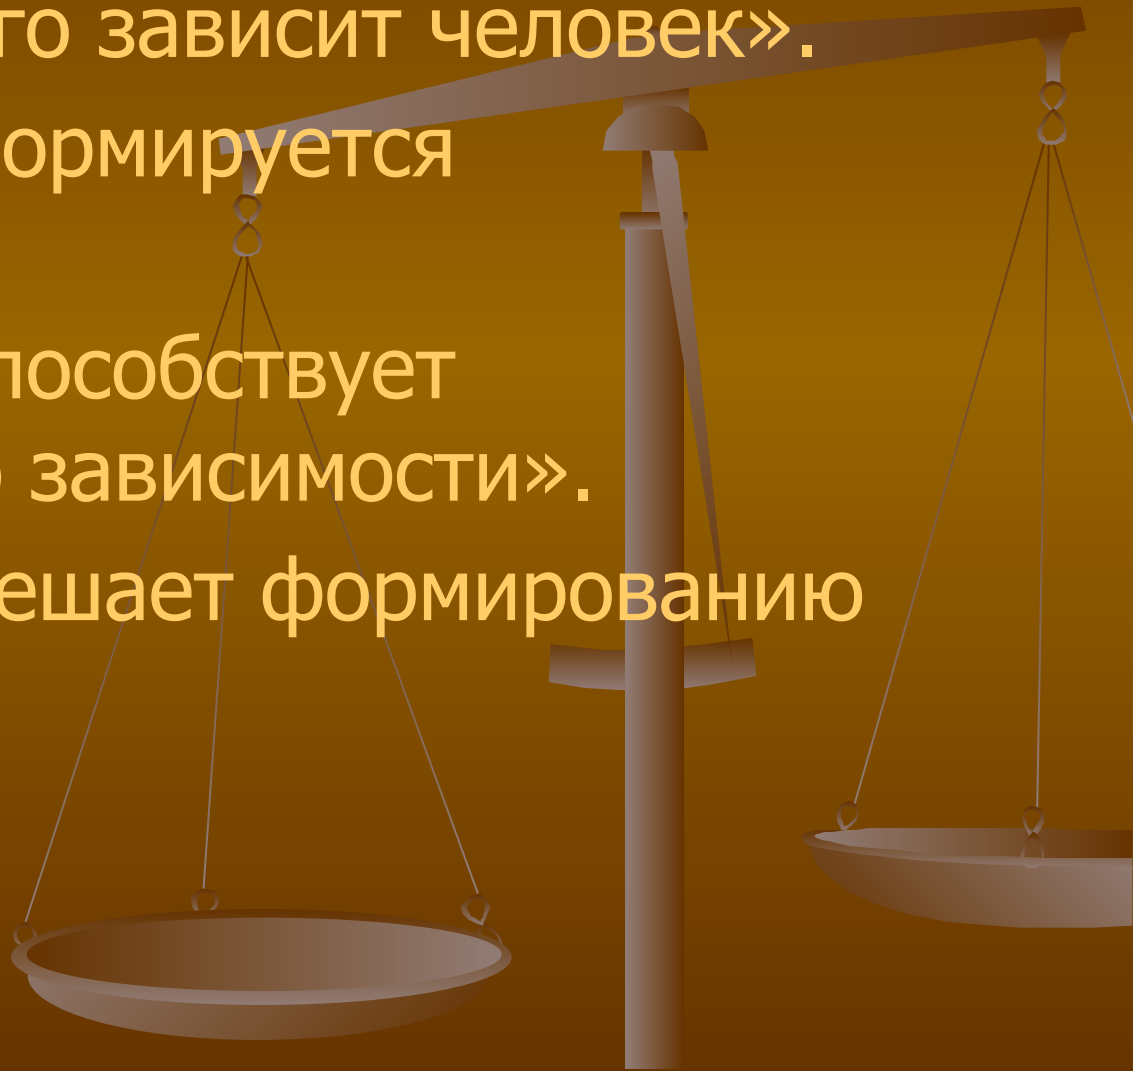 го зависит человек».
ормируется
пособствует
зависимости».
ешает формированию